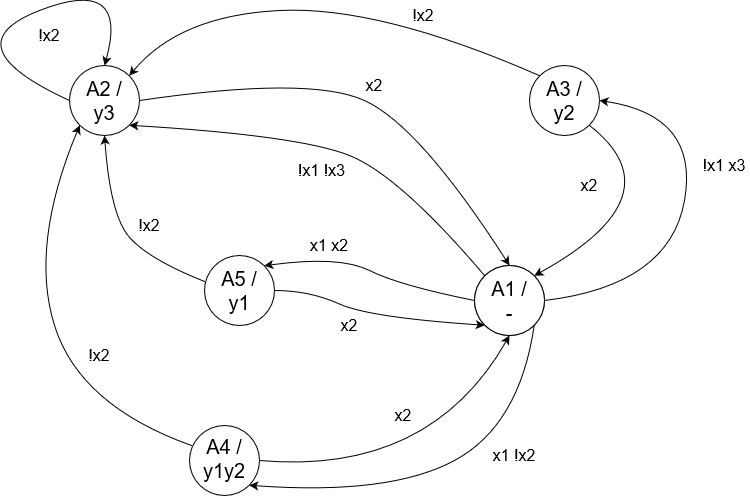 !x2
!x2
A2 /
y3
x2
A3 /
y2
!x1 !x3
x2
!x1 x3
!x2
x1 x2
A5 /
y1
A1 /
-
x2
!x2
x2
A4 /
y1y2
x1 !x2